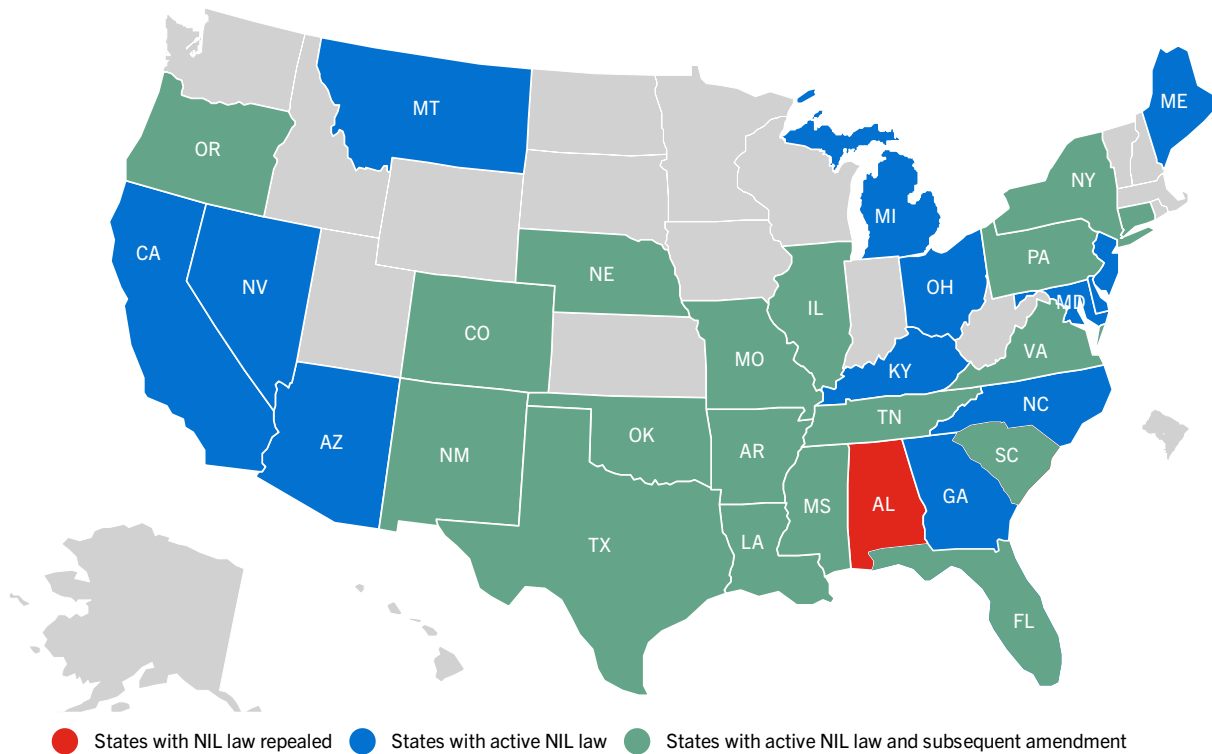 ME
MT
OR
NY
MI
CA
PA
NE
NV
OH
MD
IL
CO
VA
MO
KY
NC
TN
OK
AZ
AR
NM
SC
GA
AL
MS
LA
TX
FL
States with NIL law repealed
States with active NIL law
States with active NIL law and subsequent amendment